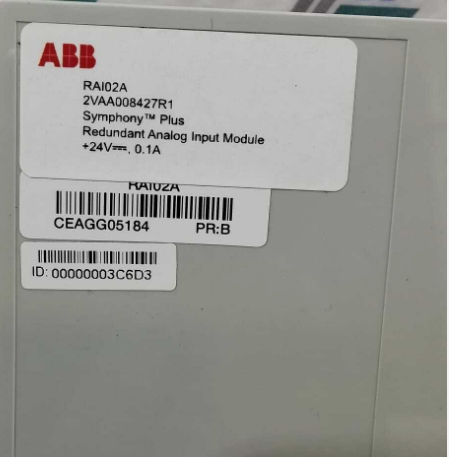 ABB
RAI02A
2VAA008427R1
Symphony™ Plus
Redundant Analog Input Module
+24V⎓, 0.1A
RAI02A
CEAGG05184 PR:B
ID: 00000003C6D3